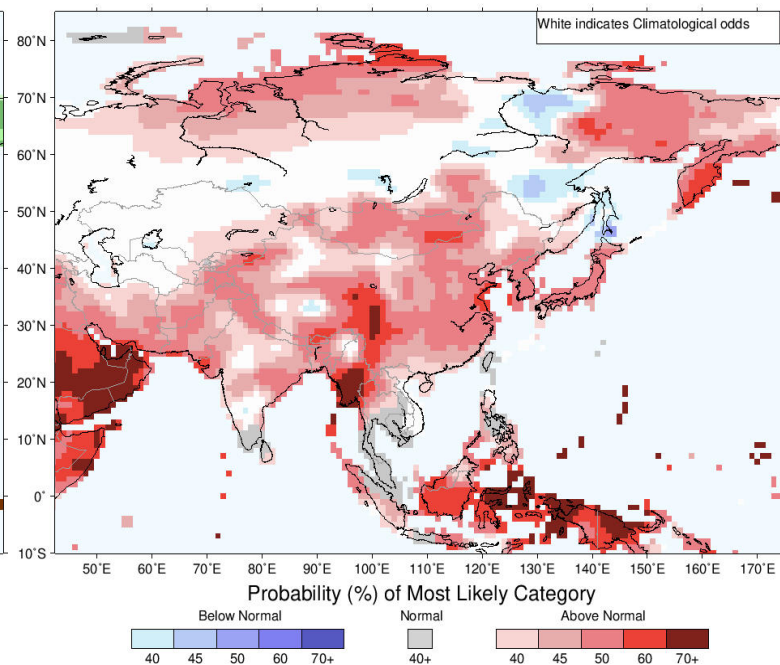 White indicates Climatological odds
80°N
70°N
60°N
50°N
40°N
30°N
20°N
10°N
0°
10°S
50°E 60°E 70°E 80°E 90°E 100°E 110°E 120°E 130°E 140°E 150°E 160°E 170°E
Probability (%) of Most Likely Category
Below Normal Normal Above Normal
40 45 50 60 70+ 40+ 40 45 50 60 70+